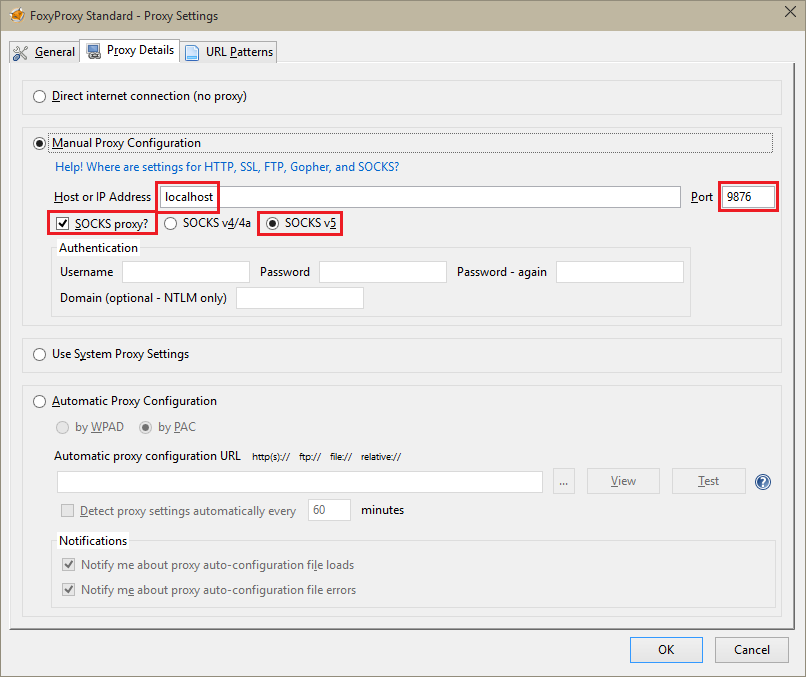 FoxyProxy Standard - Proxy Settings
General Proxy Details URL Patterns
Direct internet connection (no proxy)
Manual Proxy Configuration
Help! Where are settings for HTTP, SSL, FTP, Gopher, and SOCKS?
Host or IP Address localhost Port 9876
SOCKS proxy? SOCKS v4/4a SOCKS v5
Authentication
Username Password Password - again
Domain (optional - NTLM only)
Use System Proxy Settings
Automatic Proxy Configuration
by WPAD by PAC
Automatic proxy configuration URL http(s):// ftp:// file:// relative://
... View Test ?
Detect proxy settings automatically every 60 minutes
Notifications
Notify me about proxy auto-configuration file loads
Notify me about proxy auto-configuration file errors
OK Cancel